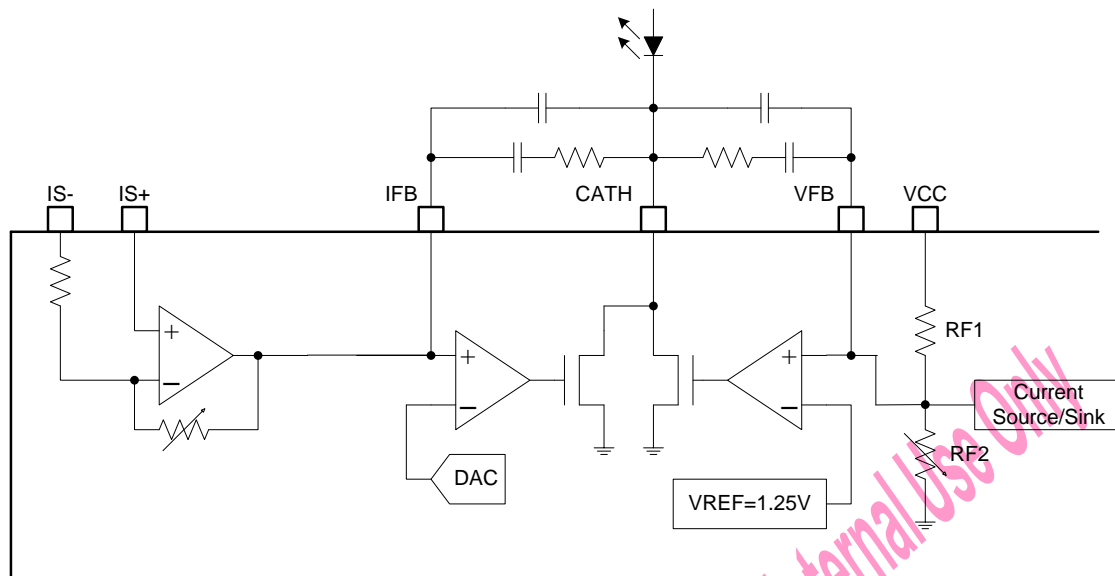 IS-
IS+
IFB
CATH
VFB
VCC
+
−
+
−
+
−
RF1
Current
Source/Sink
RF2
DAC
VREF=1.25V
Internal Use Only